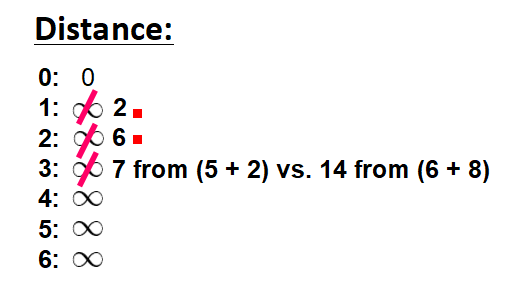 Distance:
0: 0
1: ∞ 2
2: ∞ 6
3: ∞ 7 from (5 + 2) vs. 14 from (6 + 8)
4: ∞
5: ∞
6: ∞